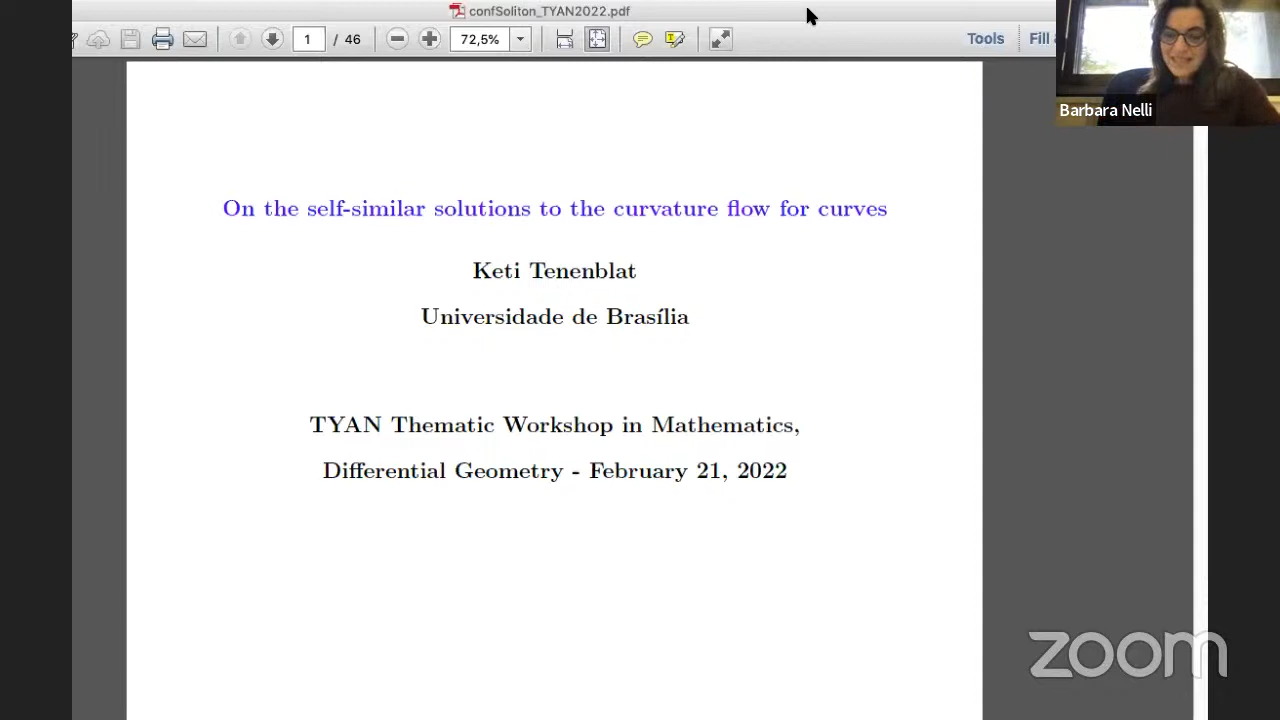 confSoliton_TYAN2022.pdf
1 / 46
72,5%
Tools
Fill
Barbara Nelli
On the self-similar solutions to the curvature flow for curves
Keti Tenenblat
Universidade de Brasília
TYAN Thematic Workshop in Mathematics,
Differential Geometry - February 21, 2022
zoom